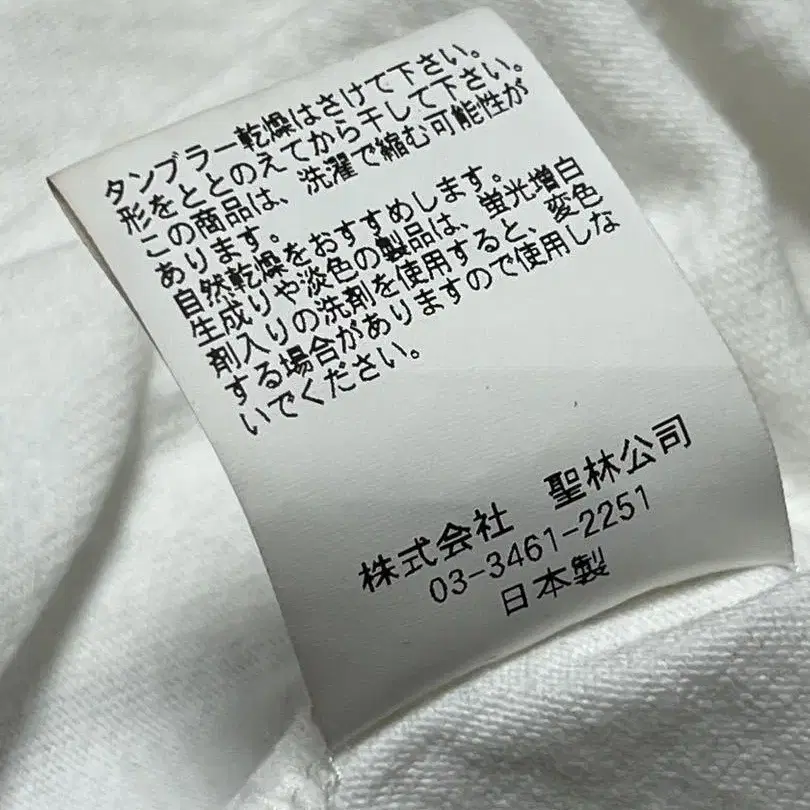 タンブラー乾燥はさけて下さい。
形をととのえてから干して下さい。
この商品は、洗濯で縮む可能性が
あります。
自然乾燥をおすすめします。
生成りや淡色の製品は、蛍光増白
剤入りの洗剤を使用すると、変色
する場合がありますので使用しな
いでください。
株式会社　聖林公司
03-3461-2251
日本製